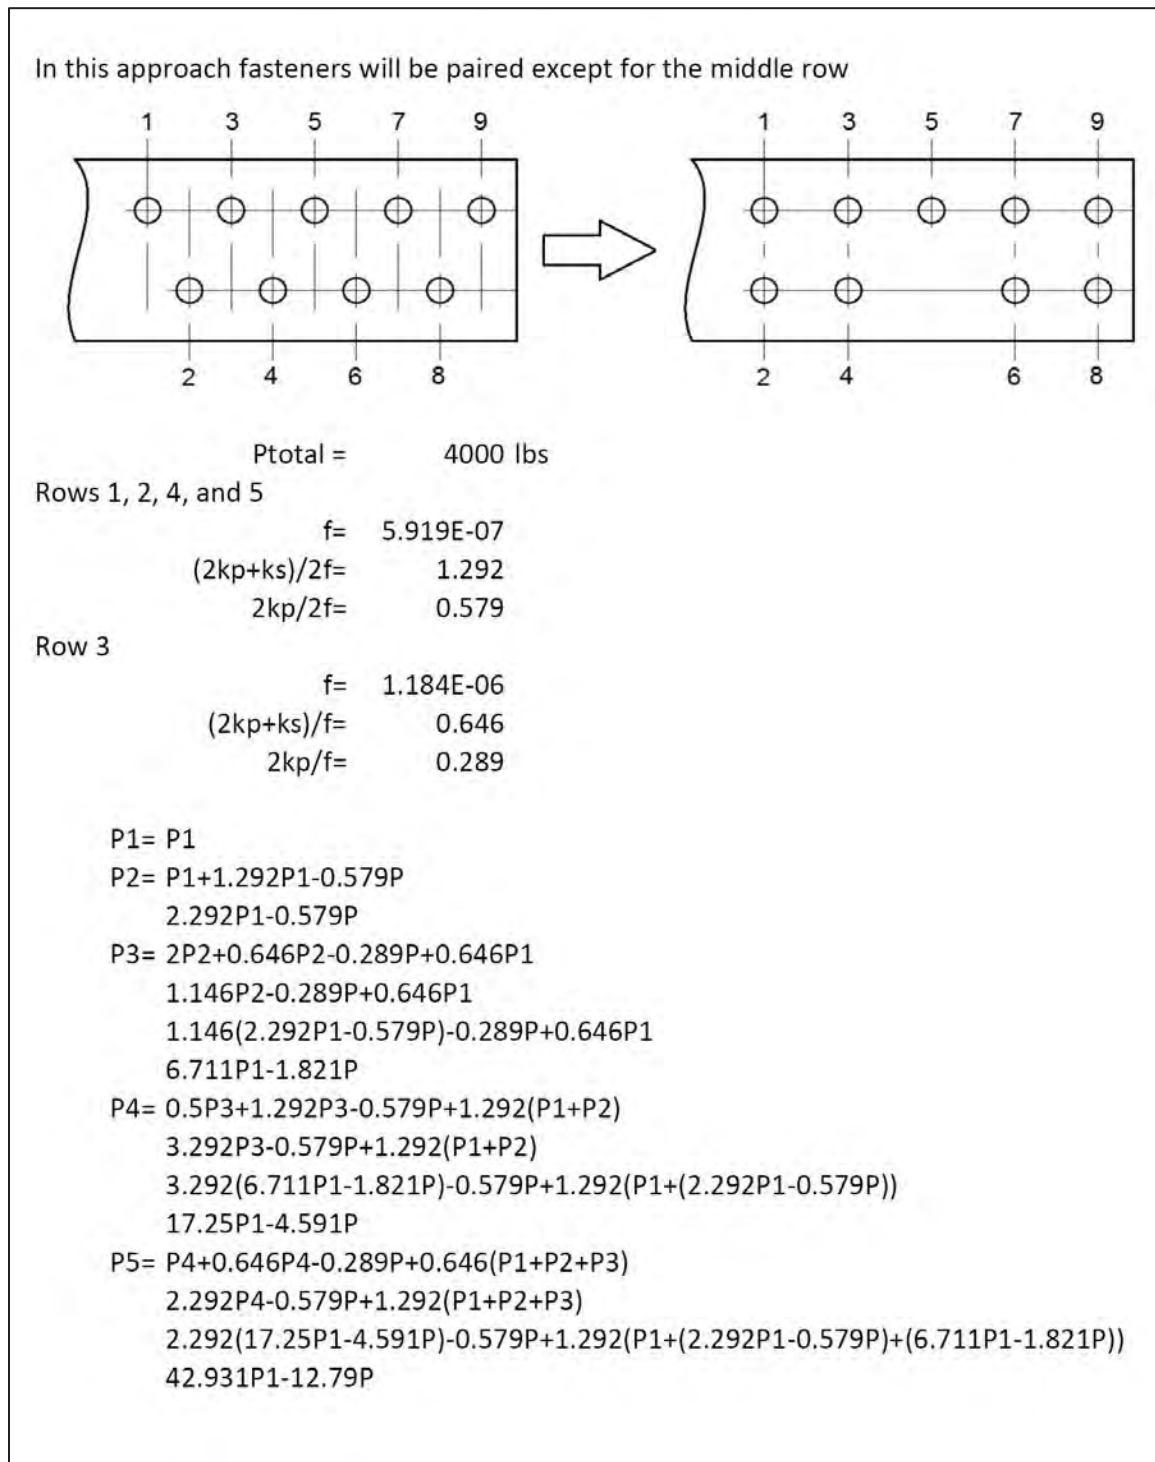 In this approach fasteners will be paired except for the middle row
1 3 5 7 9 1 3 5 7 9
2 4 6 8 2 4 6 8
Ptotal = 4000 lbs
Rows 1, 2, 4, and 5
f= 5.919E-07
(2kp+ks)/2f= 1.292
2kp/2f= 0.579
Row 3
f= 1.184E-06
(2kp+ks)/f= 0.646
2kp/f= 0.289
P1= P1
P2= P1+1.292P1-0.579P
2.292P1-0.579P
P3= 2P2+0.646P2-0.289P+0.646P1
1.146P2-0.289P+0.646P1
1.146(2.292P1-0.579P)-0.289P+0.646P1
6.711P1-1.821P
P4= 0.5P3+1.292P3-0.579P+1.292(P1+P2)
3.292P3-0.579P+1.292(P1+P2)
3.292(6.711P1-1.821P)-0.579P+1.292(P1+(2.292P1-0.579P))
17.25P1-4.591P
P5= P4+0.646P4-0.289P+0.646(P1+P2+P3)
2.292P4-0.579P+1.292(P1+P2+P3)
2.292(17.25P1-4.591P)-0.579P+1.292(P1+(2.292P1-0.579P)+(6.711P1-1.821P))
42.931P1-12.79P